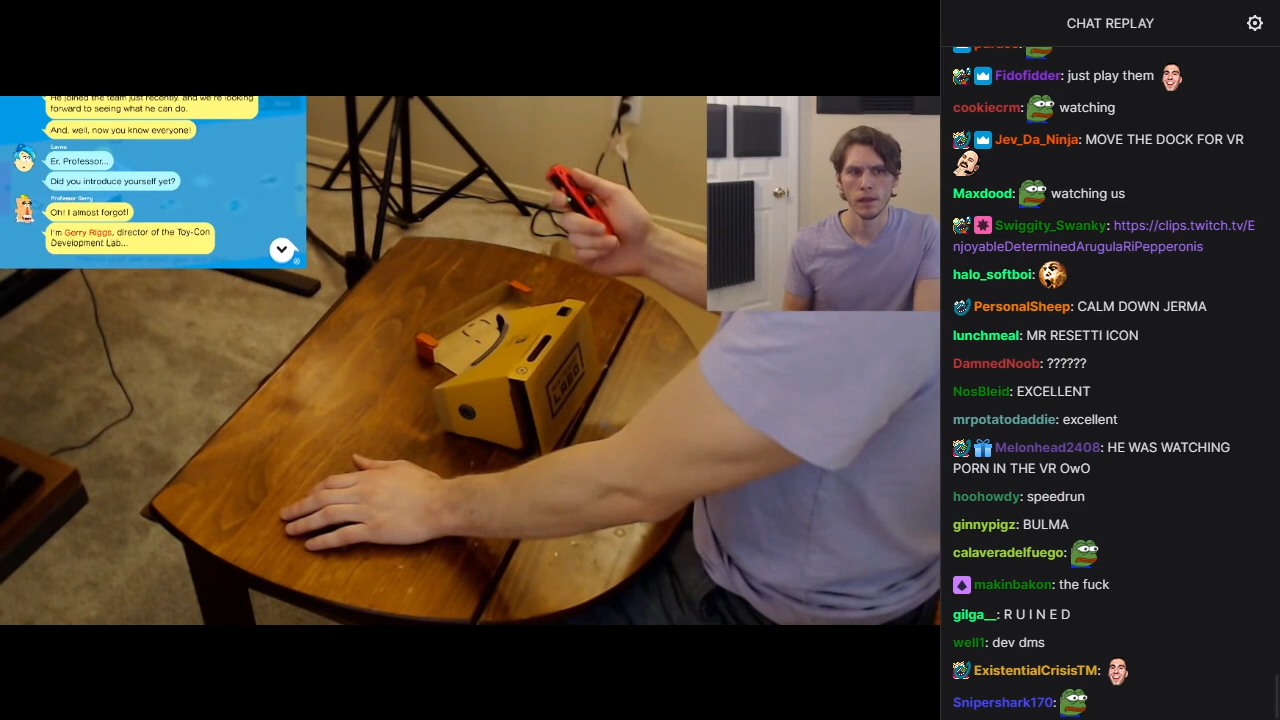 He joined the team just recently, and we're looking
forward to seeing what he can do.
And, well, now you know everyone!
Larne
Er, Professor...
Did you introduce yourself yet?
Professor Gerry
Oh! I almost forgot!
I'm Gerry Riggs, director of the Toy-Con
Development Lab...
LABO
CHAT REPLAY
Fidofidder: just play them
cookiecrm: watching
Jev_Da_Ninja: MOVE THE DOCK FOR VR
Maxdood: watching us
Swiggity_Swanky: https://clips.twitch.tv/E
njoyableDeterminedArugulaRiPepperonis
halo_softboi:
PersonalSheep: CALM DOWN JERMA
lunchmeal: MR RESETTI ICON
DamnedNoob: ??????
NosBleid: EXCELLENT
mrpotatodaddie: excellent
Melonhead2408: HE WAS WATCHING
PORN IN THE VR OwO
hoohowdy: speedrun
ginnypigz: BULMA
calaveradelfuego:
makinbakon: the fuck
gilga__: R U I N E D
well1: dev dms
ExistentialCrisisTM:
Snipershark170: